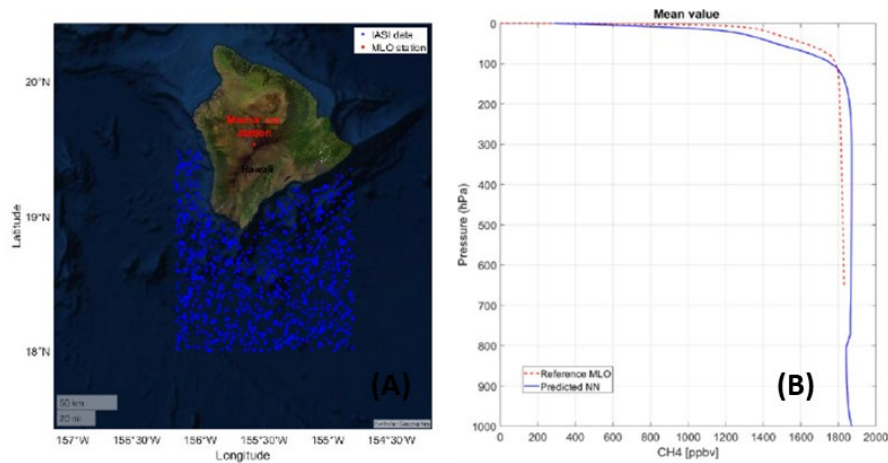 IASI data
MLO station
20°N
19°N
18°N
Latitude
station
Hawaii
(A)
50 km
20 mi
157°W
156°30'W
156°W
155°30'W
155°W
154°30'W
Longitude
Mean value
0
100
200
300
400
500
600
700
800
900
1000
Pressure (hPa)
Reference MLO
Predicted NN
(B)
0
200
400
600
800
1000
1200
1400
1600
1800
2000
CH4 [ppbv]